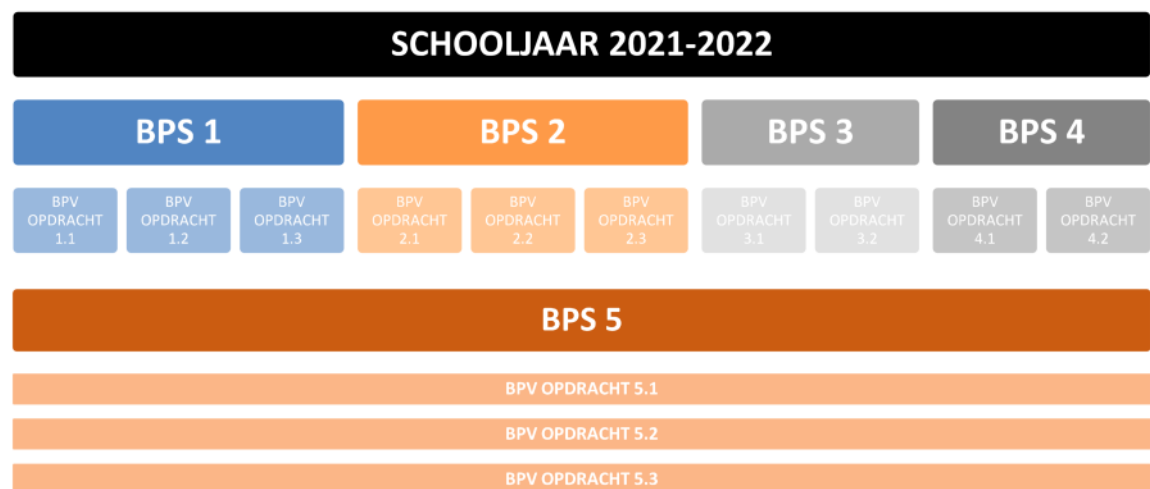 SCHOOLJAAR 2021-2022
BPS 1
BPS 2
BPS 3
BPS 4
BPV
OPDRACHT
1.1
BPV
OPDRACHT
1.2
BPV
OPDRACHT
1.3
BPV
OPDRACHT
2.1
BPV
OPDRACHT
2.2
BPV
OPDRACHT
2.3
BPV
OPDRACHT
3.1
BPV
OPDRACHT
3.2
BPV
OPDRACHT
4.1
BPV
OPDRACHT
4.2
BPS 5
BPV OPDRACHT 5.1
BPV OPDRACHT 5.2
BPV OPDRACHT 5.3